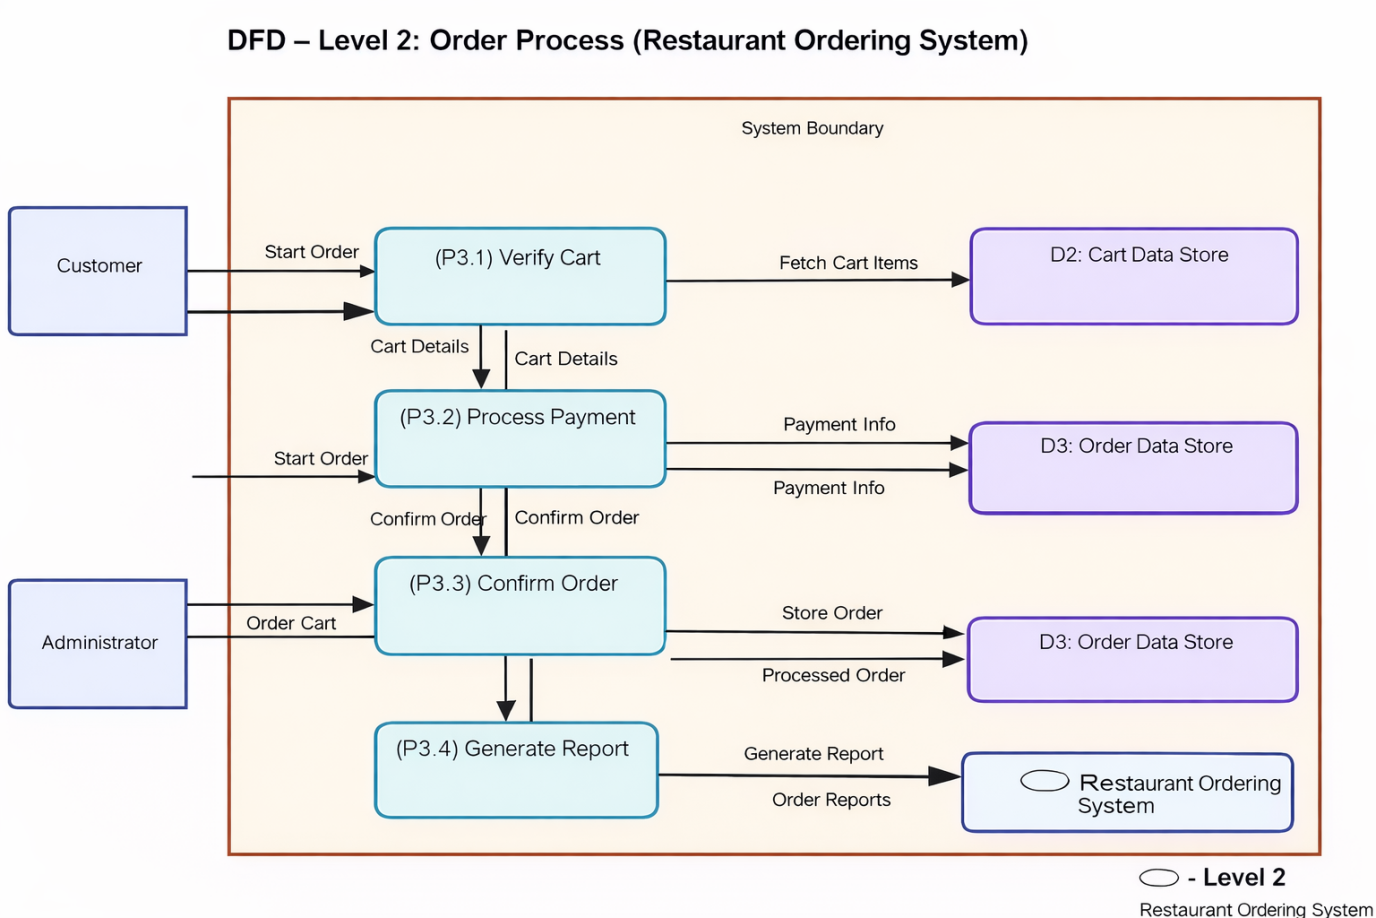 DFD – Level 2: Order Process (Restaurant Ordering System)
System Boundary
Customer
Start Order
(P3.1) Verify Cart
Fetch Cart Items
D2: Cart Data Store
Cart Details
Cart Details
(P3.2) Process Payment
Payment Info
D3: Order Data Store
Start Order
Payment Info
Confirm Order
Confirm Order
(P3.3) Confirm Order
Administrator
Order Cart
Store Order
D3: Order Data Store
Processed Order
(P3.4) Generate Report
Generate Report
Order Reports
Restaurant Ordering
System
- Level 2
Restaurant Ordering System